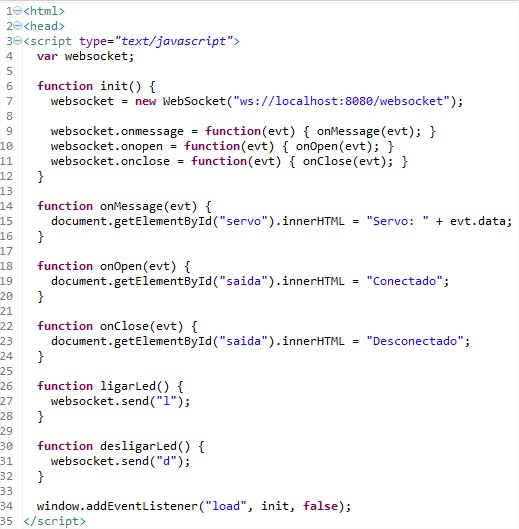 1 <html>
2 <head>
3 <script type="text/javascript">
4   var websocket;
5
6   function init() {
7     websocket = new WebSocket("ws://localhost:8080/websocket");
8
9     websocket.onmessage = function(evt) { onMessage(evt); }
10     websocket.onopen = function(evt) { onOpen(evt); }
11     websocket.onclose = function(evt) { onClose(evt); }
12   }
13
14   function onMessage(evt) {
15     document.getElementById("servo").innerHTML = "Servo: " + evt.data;
16   }
17
18   function onOpen(evt) {
19     document.getElementById("saida").innerHTML = "Conectado";
20   }
21
22   function onClose(evt) {
23     document.getElementById("saida").innerHTML = "Desconectado";
24   }
25
26   function ligarLed() {
27     websocket.send("l");
28   }
29
30   function desligarLed() {
31     websocket.send("d");
32   }
33
34   window.addEventListener("load", init, false);
35 </script>